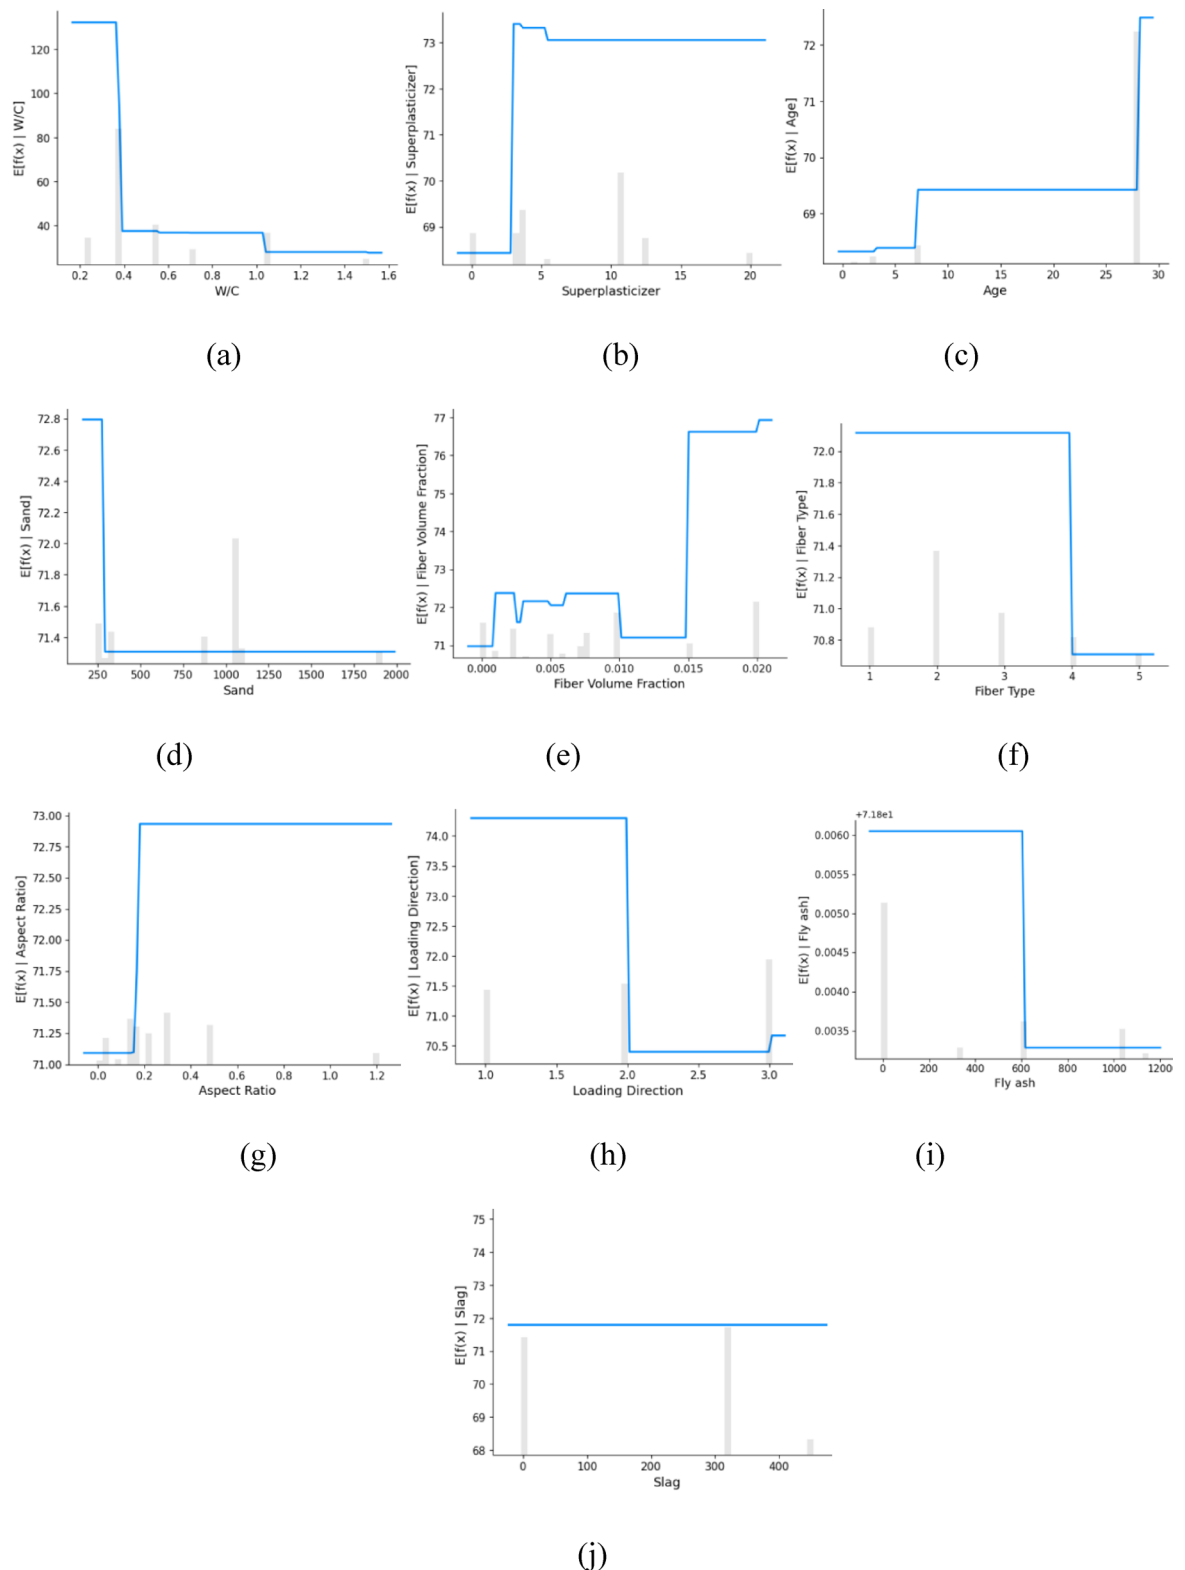 120
100
80
60
40
E[f(x) | W/C]
0.2 0.4 0.6 0.8 1.0 1.2 1.4 1.6
W/C
(a)
73
72
71
70
69
E[f(x) | Superplasticizer]
0 5 10 15 20
Superplasticizer
(b)
72
71
70
69
E[f(x) | Age]
0 5 10 15 20 25 30
Age
(c)
72.8
72.6
72.4
72.2
72.0
71.8
71.6
71.4
E[f(x) | Sand]
250 500 750 1000 1250 1500 1750 2000
Sand
(d)
77
76
75
74
73
72
71
E[f(x) | Fiber Volume Fraction]
0.000 0.005 0.010 0.015 0.020
Fiber Volume Fraction
(e)
72.0
71.8
71.6
71.4
71.2
71.0
70.8
E[f(x) | Fiber Type]
1 2 3 4 5
Fiber Type
(f)
73.00
72.75
72.50
72.25
72.00
71.75
71.50
71.25
71.00
E[f(x) | Aspect Ratio]
0.0 0.2 0.4 0.6 0.8 1.0 1.2
Aspect Ratio
(g)
74.0
73.5
73.0
72.5
72.0
71.5
71.0
70.5
E[f(x) | Loading Direction]
1.0 1.5 2.0 2.5 3.0
Loading Direction
(h)
+7.18e1
0.0060
0.0055
0.0050
0.0045
0.0040
0.0035
E[f(x) | Fly ash]
0 200 400 600 800 1000 1200
Fly ash
(i)
75
74
73
72
71
70
69
68
E[f(x) | Slag]
0 100 200 300 400
Slag
(j)